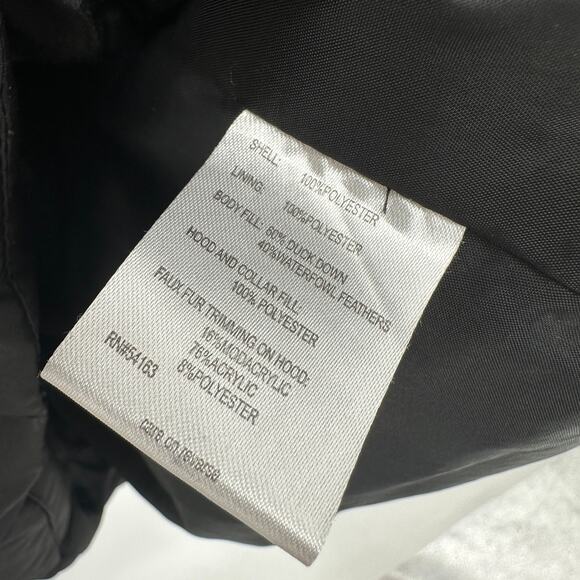 SHELL: 100%POLYESTER
LINING: 100%POLYESTER
BODY FILL: 60% DUCK DOWN
40%WATERFOWL FEATHERS
HOOD AND COLLAR FILL:
100% POLYESTER
FAUX FUR TRIMMING ON HOOD:
16%MODACRYLIC
76%ACRYLIC
8%POLYESTER
RN#54163
care on reverse